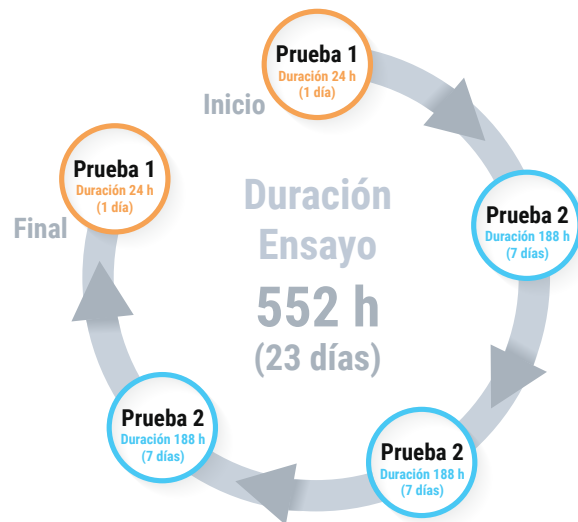 Inicio
Prueba 1
Duración 24 h
(1 día)
Prueba 2
Duración 188 h
(7 días)
Prueba 2
Duración 188 h
(7 días)
Prueba 2
Duración 188 h
(7 días)
Prueba 1
Duración 24 h
(1 día)
Final
Duración
Ensayo
552 h
(23 días)